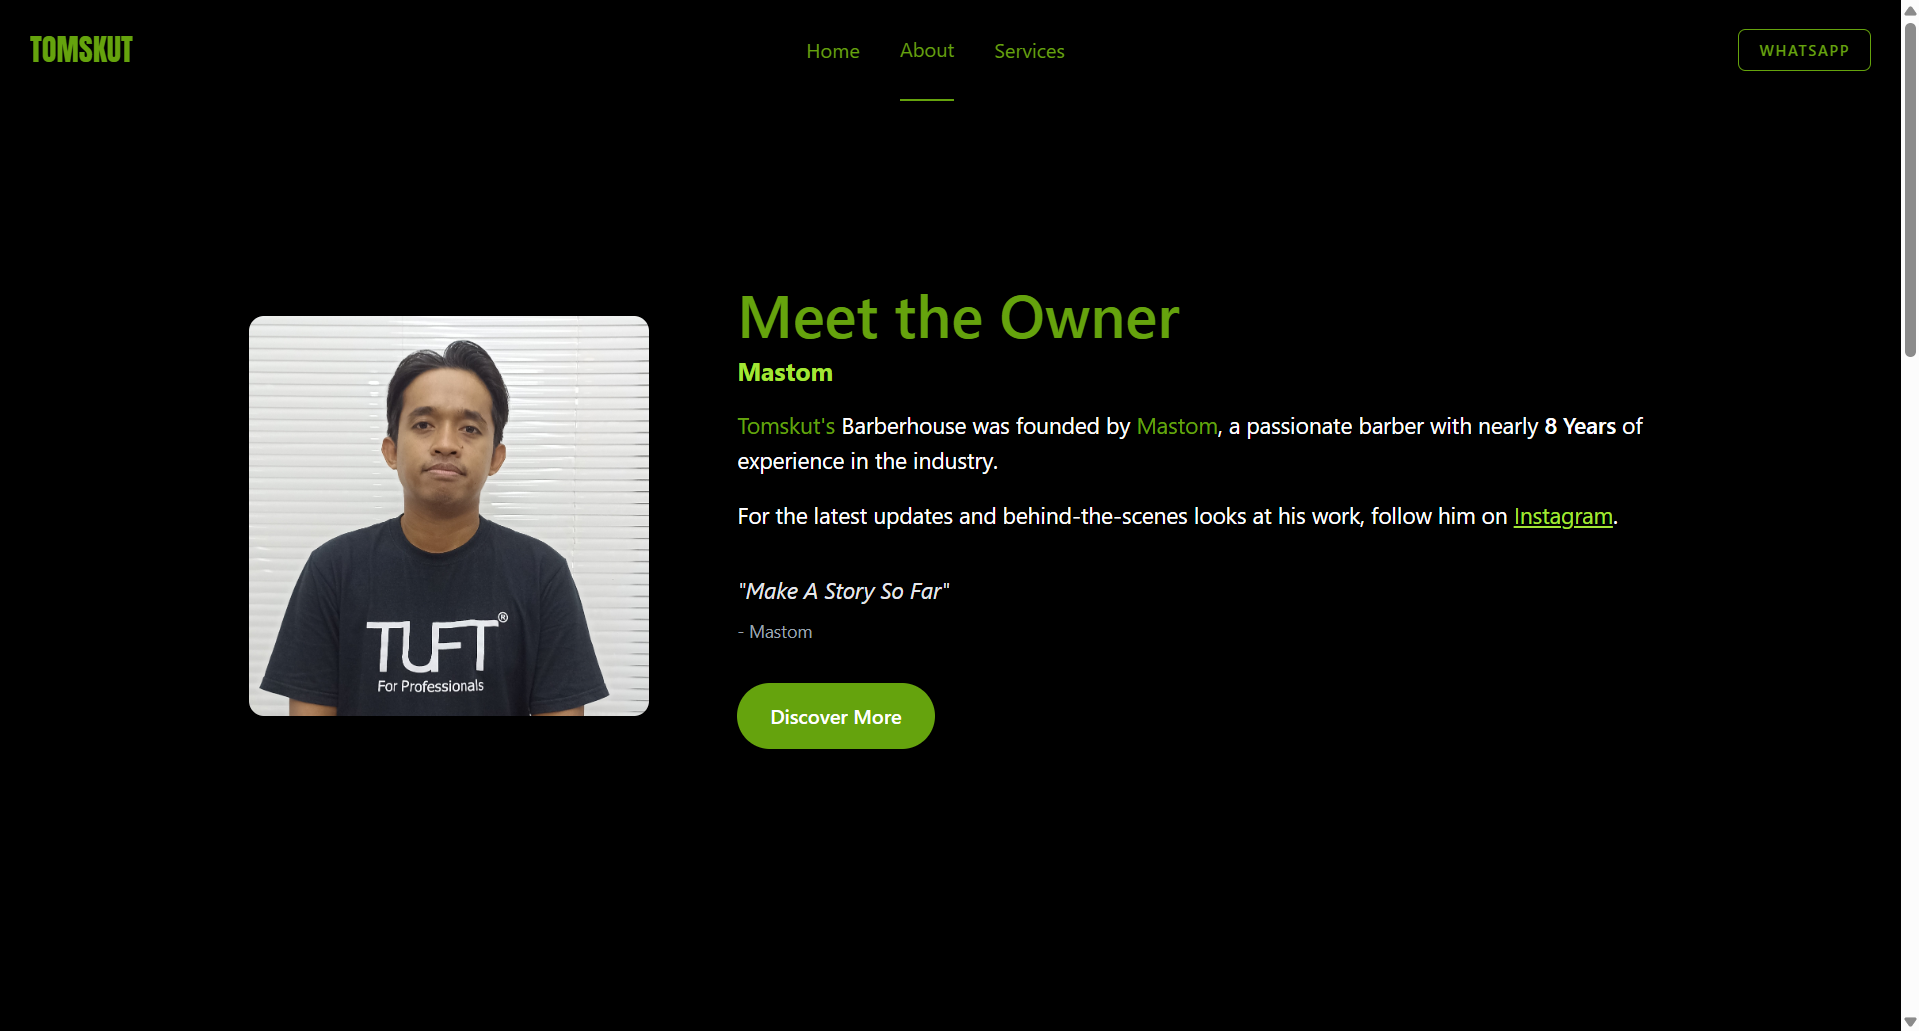 TOMSKUT
Home
About
Services
WHATSAPP
Meet the Owner
Mastom
Tomskut's Barberhouse was founded by Mastom, a passionate barber with nearly 8 Years of
experience in the industry.
For the latest updates and behind-the-scenes looks at his work, follow him on Instagram.
"Make A Story So Far"
- Mastom
Discover More
TUFT®
For Professionals